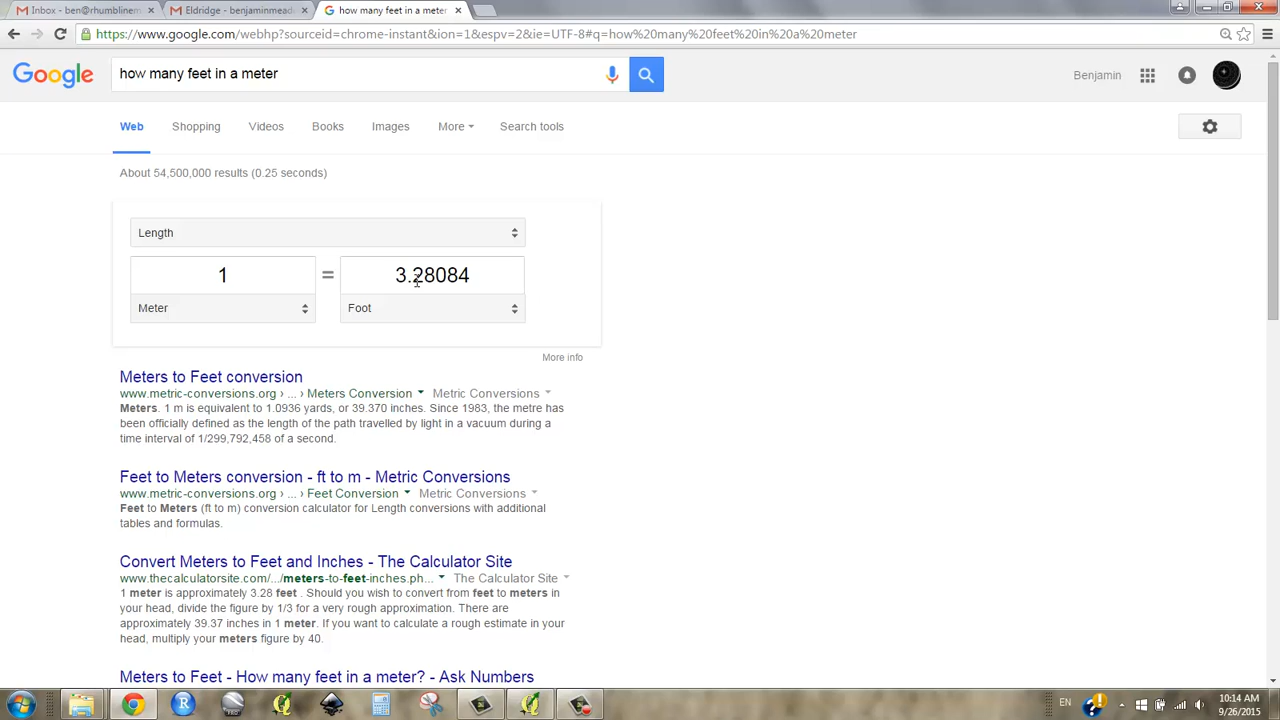 Inbox - ben@rhumblinem
Eldridge - benjaminmead
how many feet in a meter
https://www.google.com/webhp?sourceid=chrome-instant&ion=1&espv=2&ie=UTF-8#q=how%20many%20feet%20in%20a%20meter
Google
how many feet in a meter
Benjamin
Web Shopping Videos Books Images More Search tools
About 54,500,000 results (0.25 seconds)
Length
1 = 3.28084
Meter Foot
More info
Meters to Feet conversion
www.metric-conversions.org › ... › Meters Conversion Metric Conversions
Meters. 1 m is equivalent to 1.0936 yards, or 39.370 inches. Since 1983, the metre has
been officially defined as the length of the path travelled by light in a vacuum during a
time interval of 1/299,792,458 of a second.
Feet to Meters conversion - ft to m - Metric Conversions
www.metric-conversions.org › ... › Feet Conversion Metric Conversions
Feet to Meters (ft to m) conversion calculator for Length conversions with additional
tables and formulas.
Convert Meters to Feet and Inches - The Calculator Site
www.thecalculatorsite.com/.../meters-to-feet-inches.ph... The Calculator Site
1 meter is approximately 3.28 feet . Should you wish to convert from feet to meters in
your head, divide the figure by 1/3 for a very rough approximation. There are
approximately 39.37 inches in 1 meter. If you want to calculate a rough estimate in your
head, multiply your meters figure by 40.
Meters to Feet - How many feet in a meter? - Ask Numbers
EN
10:14 AM
9/26/2015